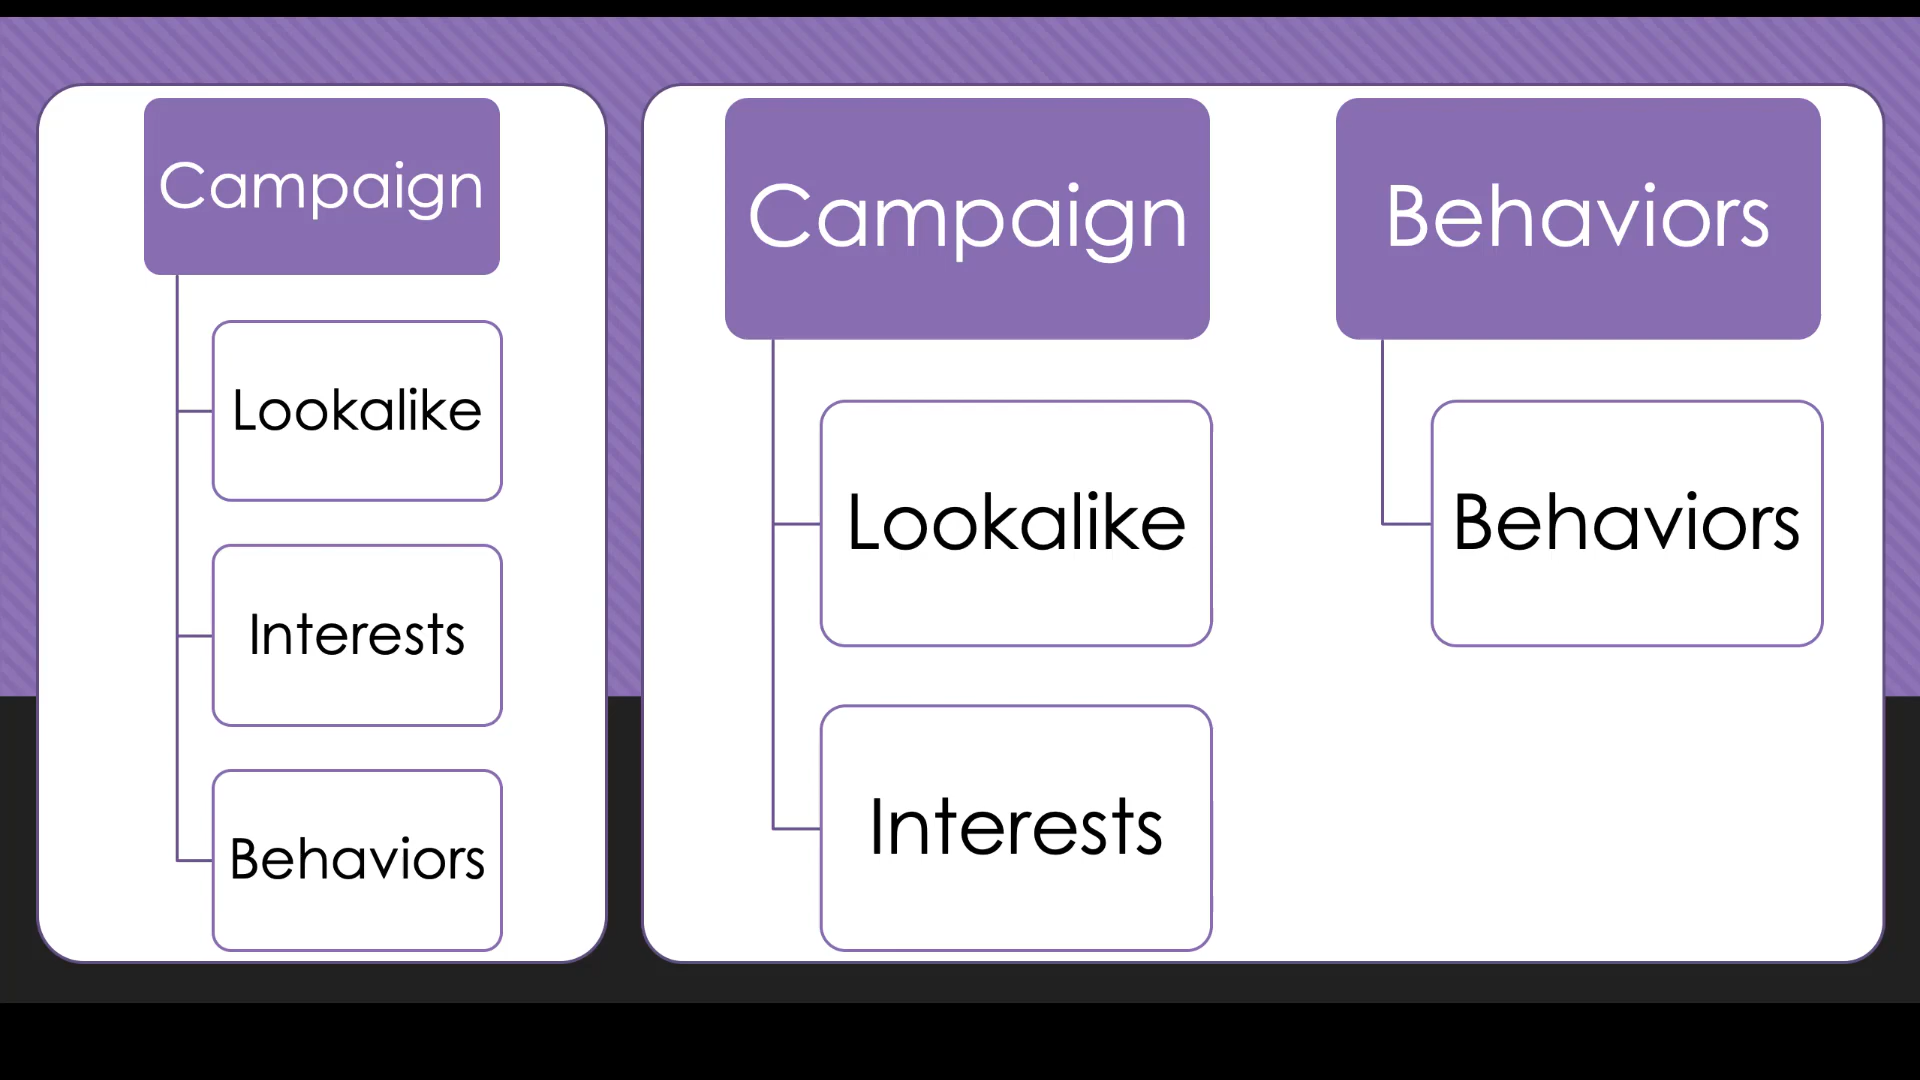 Campaign
Lookalike
Interests
Behaviors
Campaign
Lookalike
Interests
Behaviors
Behaviors